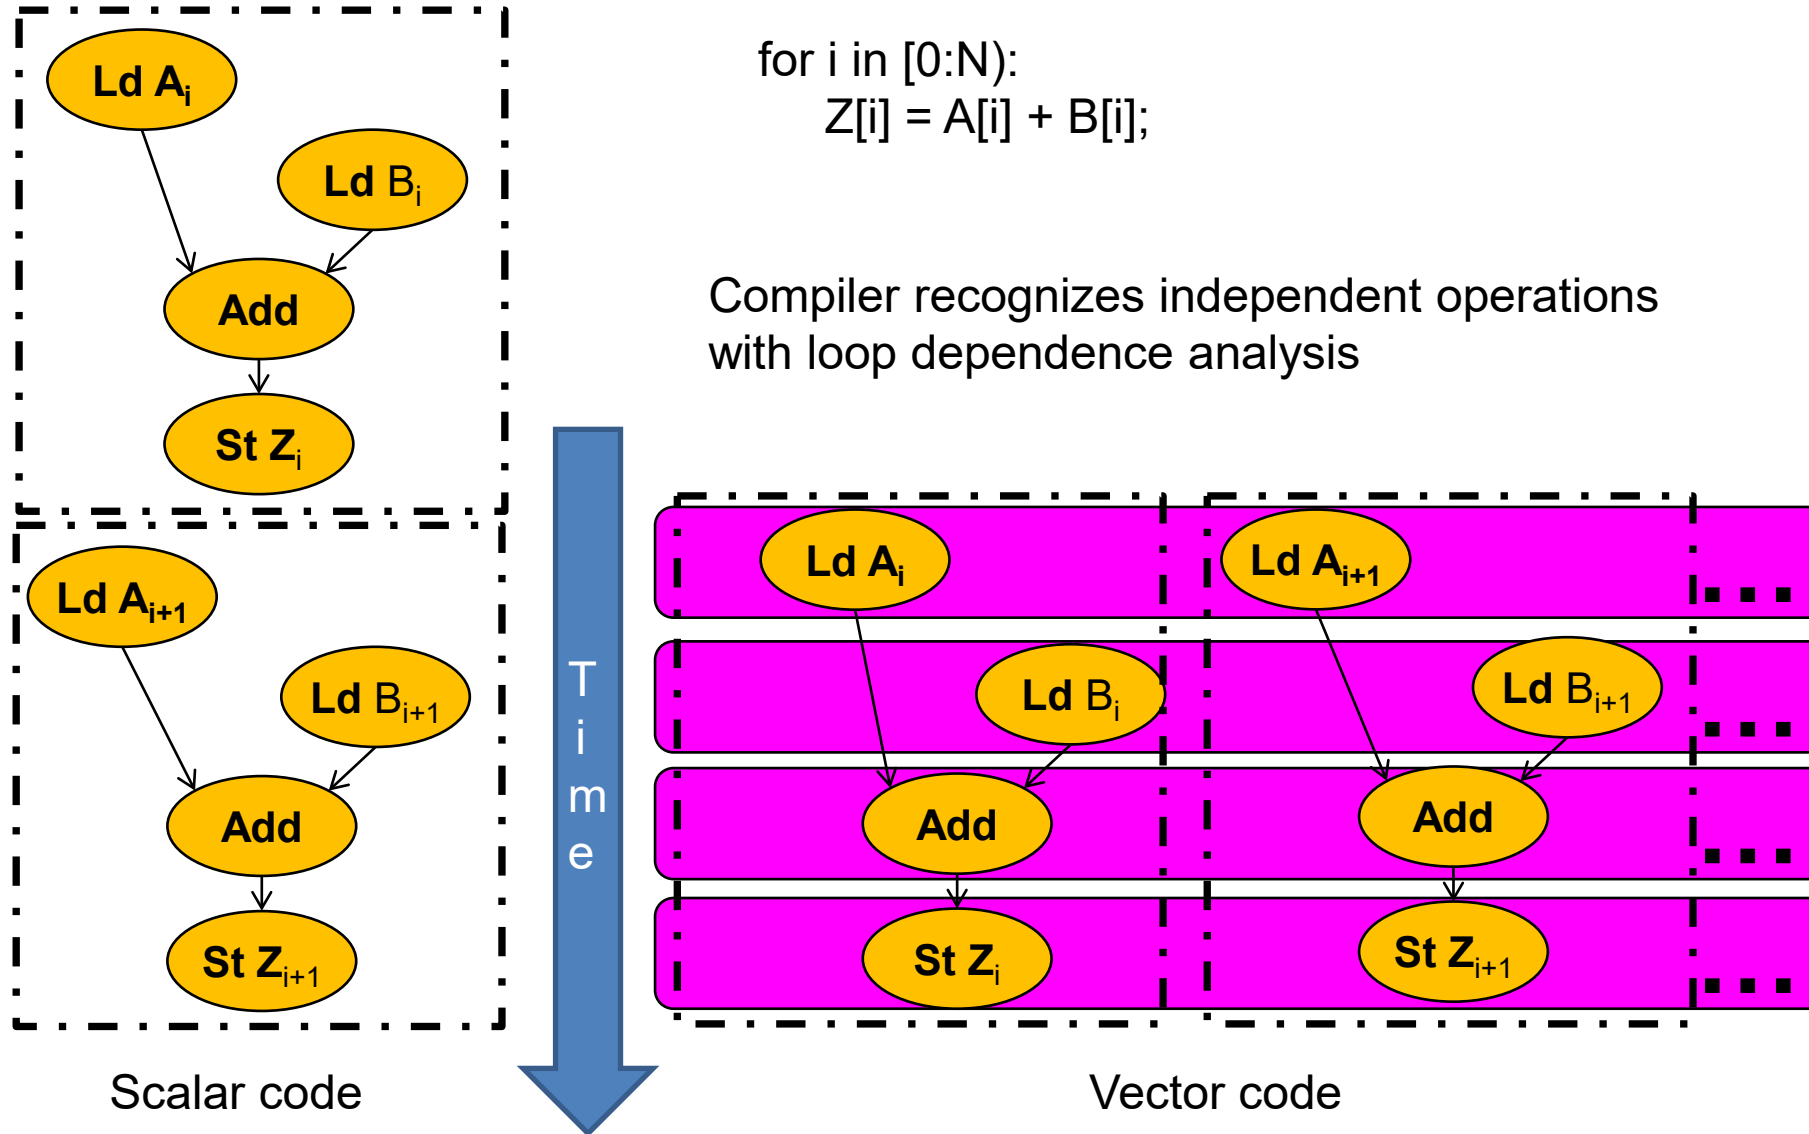 Ld Ai
Ld Bi
Add
St Zi
Ld Ai+1
Ld Bi+1
Add
St Zi+1
Scalar code
for i in [0:N):
Z[i] = A[i] + B[i];
Compiler recognizes independent operations
with loop dependence analysis
T
i
m
e
Ld Ai
Ld Ai+1
Ld Bi
Ld Bi+1
Add
Add
St Zi
St Zi+1
Vector code